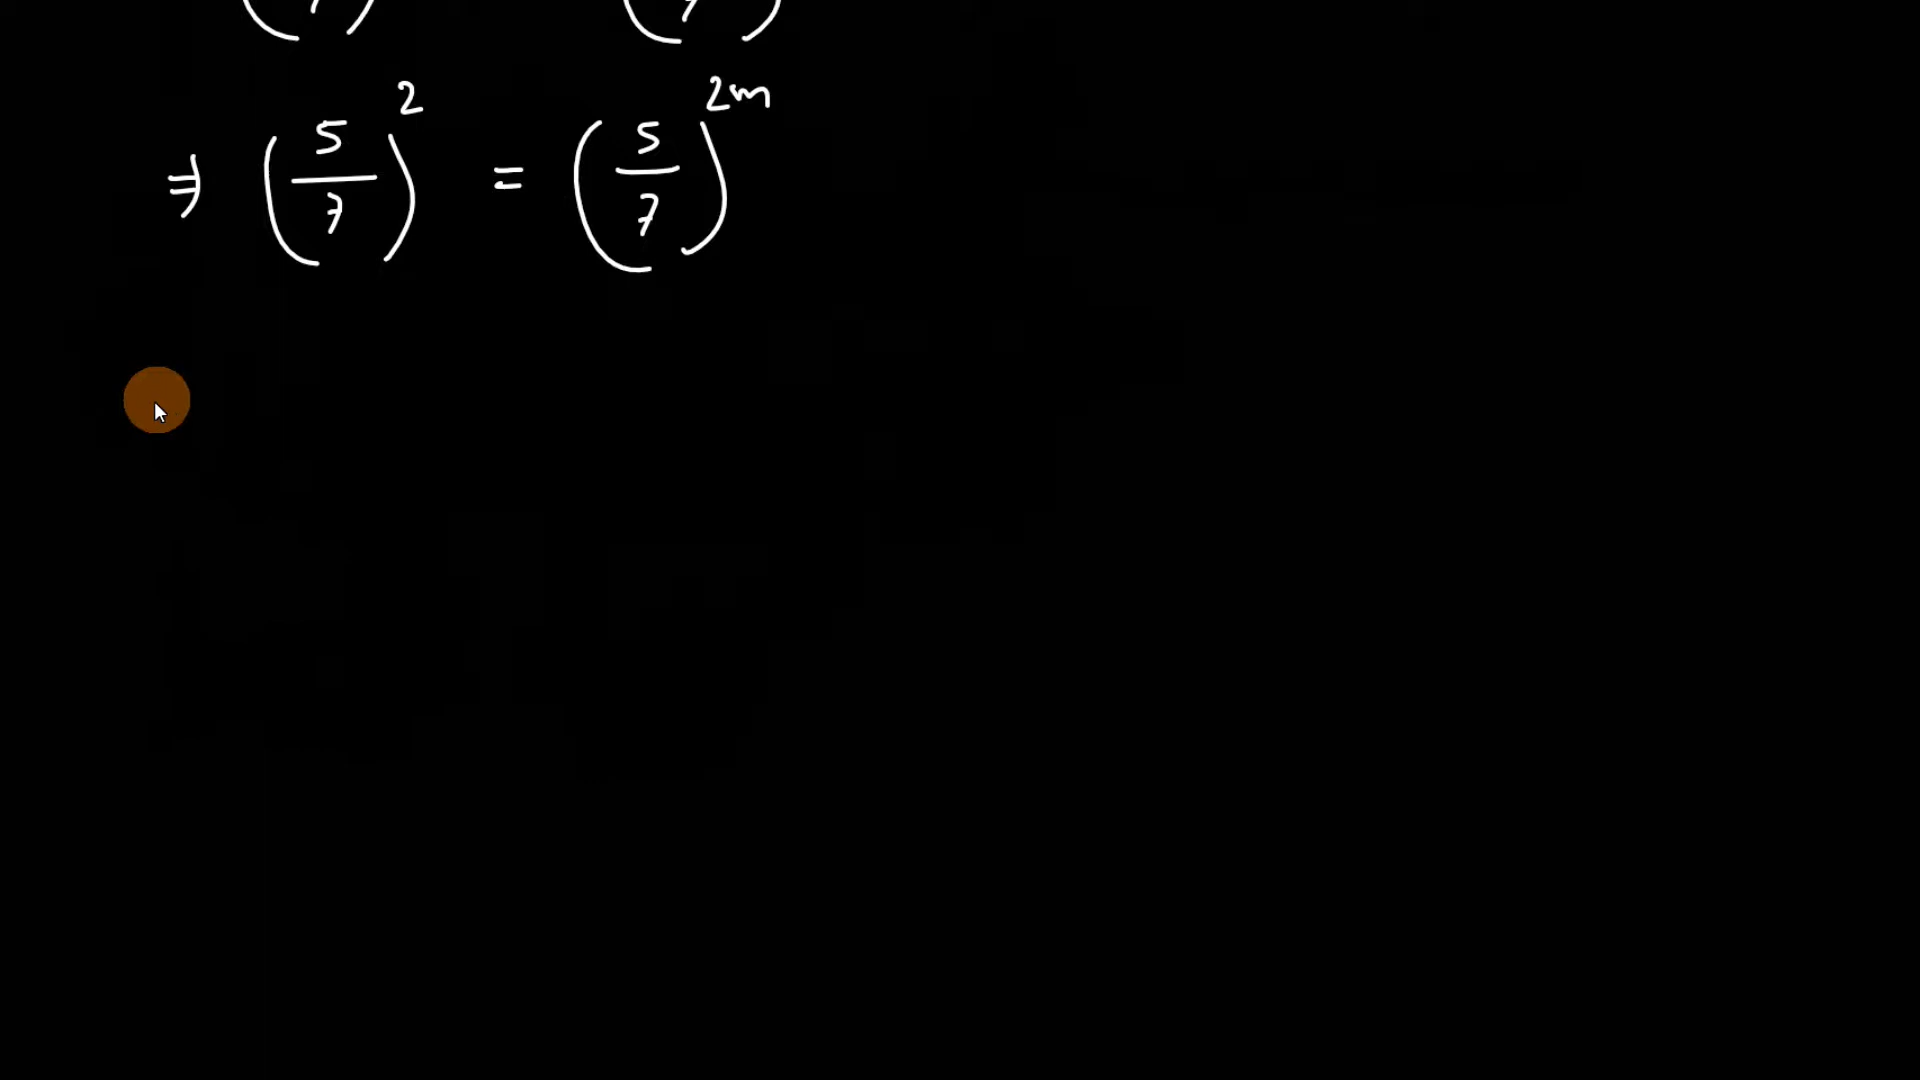 ⇒ (5/7)^2 = (5/7)^{2m}